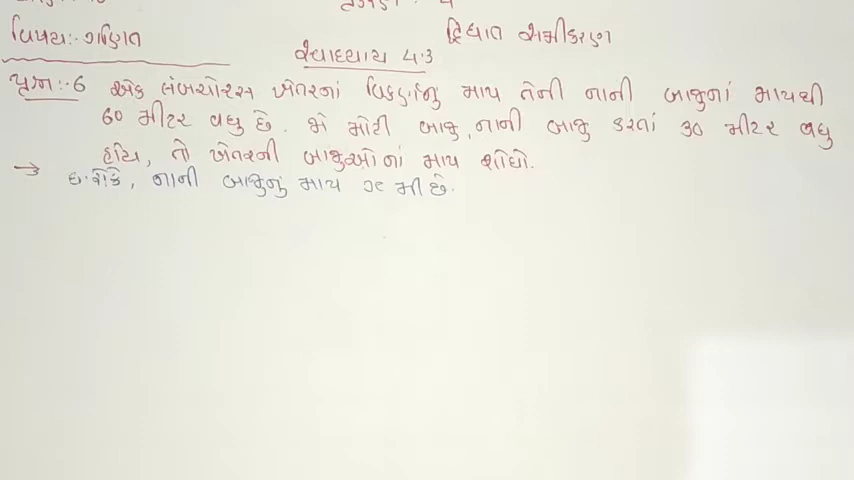 વિષય:- ગણિત
દ્વિઘાત સમીકરણ
સ્વાધ્યાય 4.3
પ્રશ્ન:-6 એક લંબચોરસ ખેતરનાં વિકર્ણનું માપ તેની નાની બાજુનાં માપથી
60 મીટર વધુ છે. જો મોટી બાજુ, નાની બાજુ કરતાં 30 મીટર વધુ
હોય, તો ખેતરની બાજુઓનાં માપ શોધો.
→ ધારો કે, નાની બાજુનું માપ x મી છે.